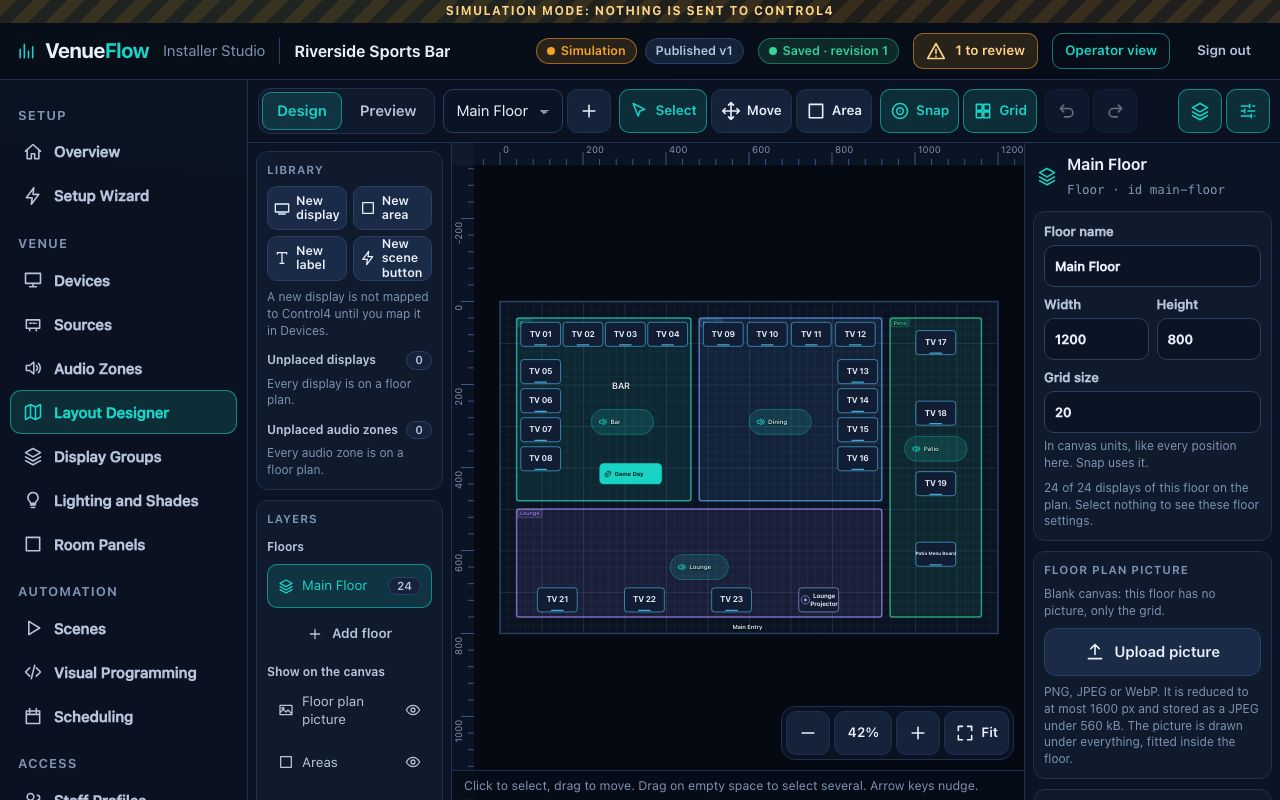 SIMULATION MODE: NOTHING IS SENT TO CONTROL4
VenueFlow Installer Studio Riverside Sports Bar
Simulation Published v1 Saved · revision 1 1 to review Operator view Sign out
SETUP
Overview
Setup Wizard
VENUE
Devices
Sources
Audio Zones
Layout Designer
Display Groups
Lighting and Shades
Room Panels
AUTOMATION
Scenes
Visual Programming
Scheduling
ACCESS
Staff Profiles
Design Preview Main Floor Select Move Area Snap Grid
LIBRARY
New display
New area
New label
New scene button
A new display is not mapped
to Control4 until you map it
in Devices.
Unplaced displays 0
Every display is on a floor
plan.
Unplaced audio zones 0
Every audio zone is on a
floor plan.
LAYERS
Floors
Main Floor 24
Add floor
Show on the canvas
Floor plan
picture
Areas
0 200 400 600 800 1000 1200
-200
0
200
400
600
800
1000
TV 01 TV 02 TV 03 TV 04 TV 09 TV 10 TV 11 TV 12 Patio
TV 17
TV 05 TV 13
BAR
TV 06 TV 14
TV 18
Bar Dining
TV 07 TV 15
Patio
TV 08 TV 16
Game Day
TV 19
Lounge
Patio Menu Board
Lounge
TV 21 TV 22 TV 23 Lounge
Projector
Main Entry
42% Fit
Click to select, drag to move. Drag on empty space to select several. Arrow keys nudge.
Main Floor
Floor · id main-floor
Floor name
Main Floor
Width Height
1200 800
Grid size
20
In canvas units, like every position
here. Snap uses it.
24 of 24 displays of this floor on the
plan. Select nothing to see these floor
settings.
FLOOR PLAN PICTURE
Blank canvas: this floor has no
picture, only the grid.
Upload picture
PNG, JPEG or WebP. It is reduced to
at most 1600 px and stored as a JPEG
under 560 kB. The picture is drawn
under everything, fitted inside the
floor.